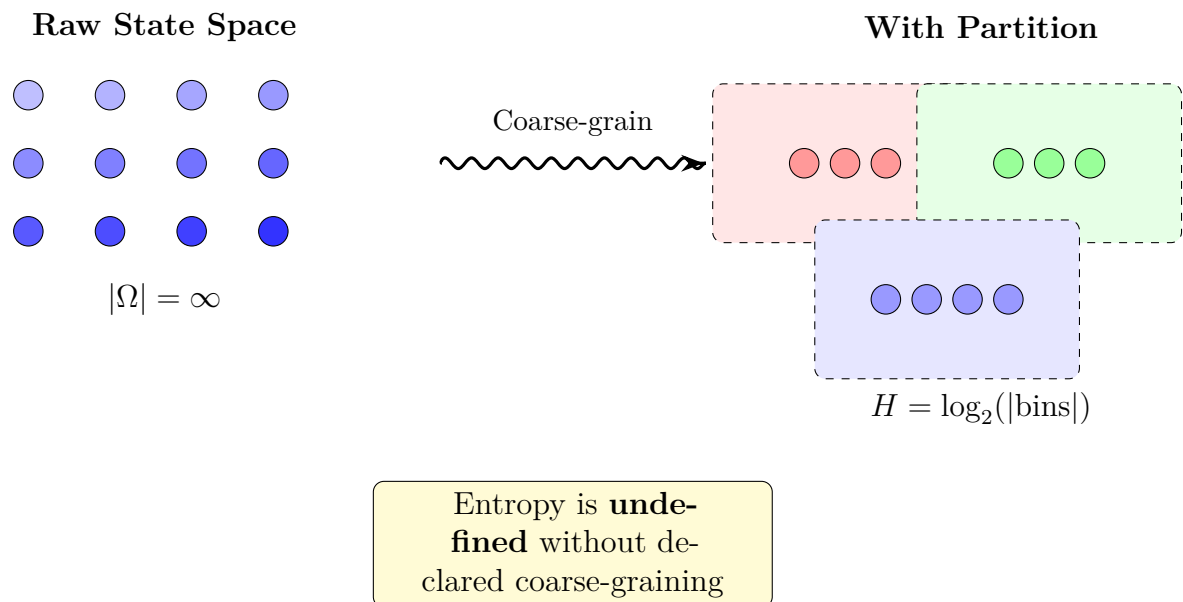 Raw State Space
With Partition
Coarse-grain
|Ω| = ∞
H = log₂(|bins|)
Entropy is unde-
fined without de-
clared coarse-graining